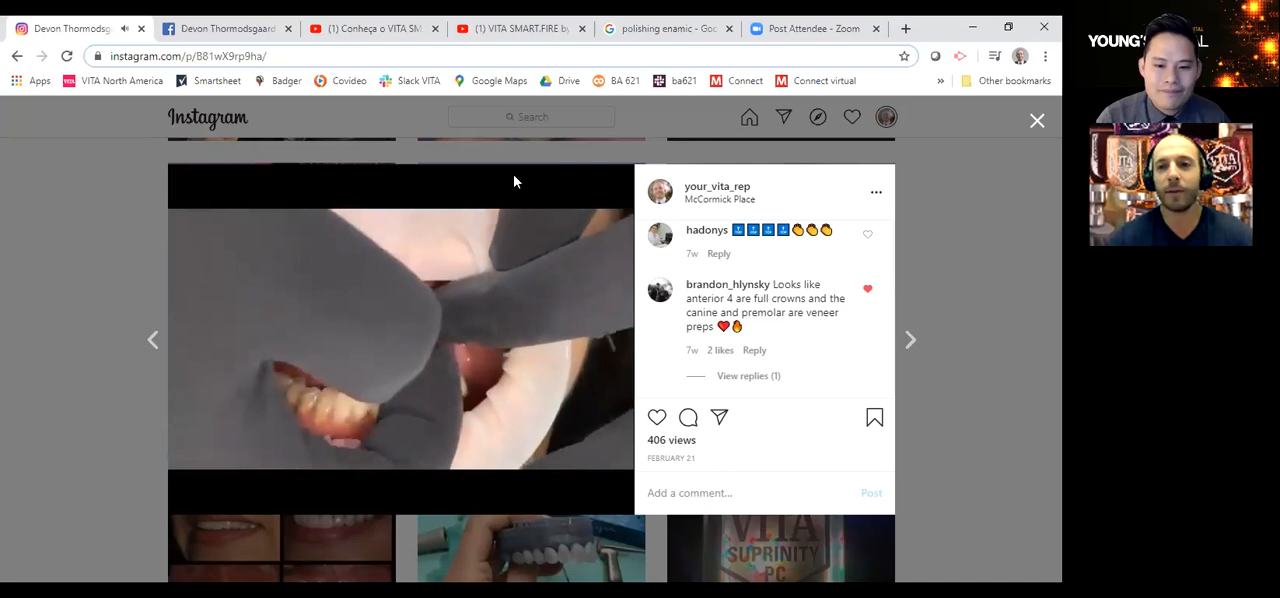 Devon Thormodsg
Devon Thormodsgaard
(1) Conheça o VITA SM
(1) VITA SMART.FIRE by
polishing enamic - Goo
Post Attendee - Zoom
instagram.com/p/B81wX9rp9ha/
Apps
VITA North America
Smartsheet
Badger
Covideo
Slack VITA
Google Maps
Drive
BA 621
ba621
Connect
Connect virtual
»
Other bookmarks
Instagram
Search
your_vita_rep
McCormick Place
hadonys
7w Reply
brandon_hlynsky Looks like
anterior 4 are full crowns and the
canine and premolar are veneer
preps ❤️🔥
7w 2 likes Reply
View replies (1)
406 views
FEBRUARY 21
Add a comment...
Post
VITA
SUPRINITY
PC
YOUNG'S
VITA